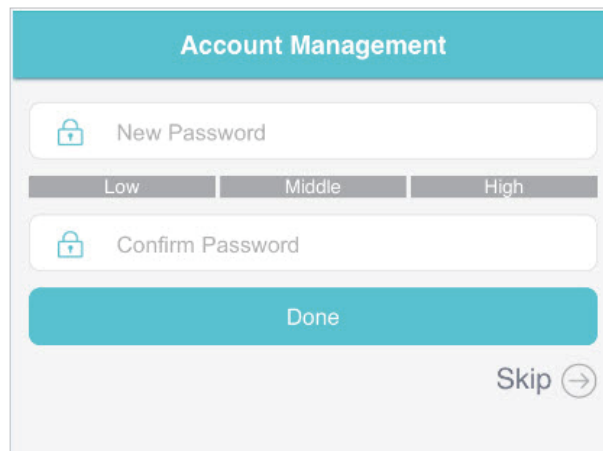 Account Management
New Password
Low Middle High
Confirm Password
Done
Skip